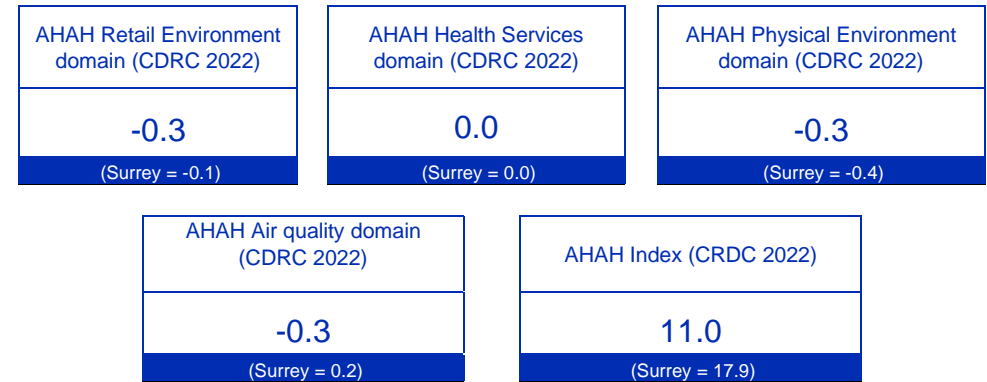 AHAH Retail Environment
domain (CDRC 2022)
-0.3
(Surrey = -0.1)
AHAH Health Services
domain (CDRC 2022)
0.0
(Surrey = 0.0)
AHAH Physical Environment
domain (CDRC 2022)
-0.3
(Surrey = -0.4)
AHAH Air quality domain
(CDRC 2022)
-0.3
(Surrey = 0.2)
AHAH Index (CRDC 2022)
11.0
(Surrey = 17.9)